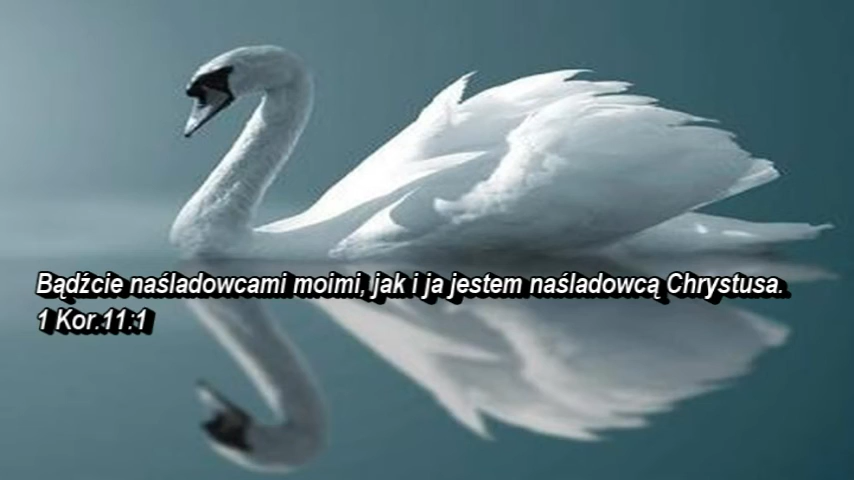 Bądźcie naśladowcami moimi, jak i ja jestem naśladowcą Chrystusa.
1 Kor.11:1